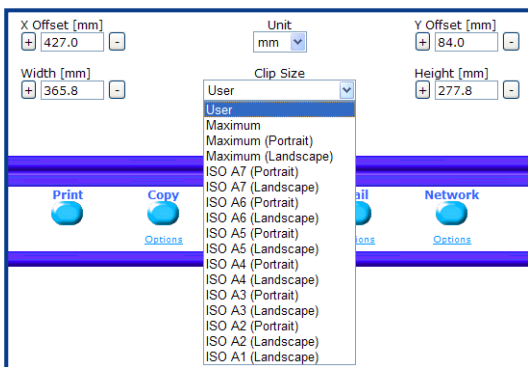 X Offset [mm] Unit Y Offset [mm]
+ 427.0 - mm + 84.0 -
Width [mm] Clip Size Height [mm]
+ 365.8 - User + 277.8 -
User
Maximum
Maximum (Portrait)
Maximum (Landscape)
ISO A7 (Portrait)
ISO A7 (Landscape)
ISO A6 (Portrait)
ISO A6 (Landscape)
ISO A5 (Portrait)
ISO A5 (Landscape)
ISO A4 (Portrait)
ISO A4 (Landscape)
ISO A3 (Portrait)
ISO A3 (Landscape)
ISO A2 (Portrait)
ISO A2 (Landscape)
ISO A1 (Landscape)
Print Copy ail Network
Options ions Options